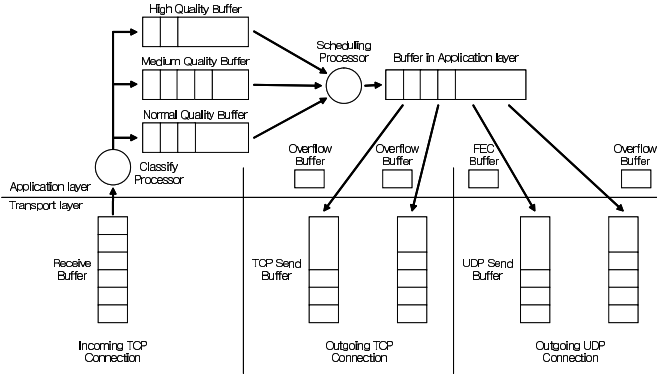 High Quality Buffer
Medium Quality Buffer
Normal Quality Buffer
Scheduling
Processor
Buffer in Application layer
Classify
Processor
Overflow
Buffer
Overflow
Buffer
FEC
Buffer
Overflow
Buffer
Application layer
Transport layer
Receive
Buffer
TCP Send
Buffer
UDP Send
Buffer
Incoming TCP
Connection
Outgoing TCP
Connection
Outgoing UDP
Connection